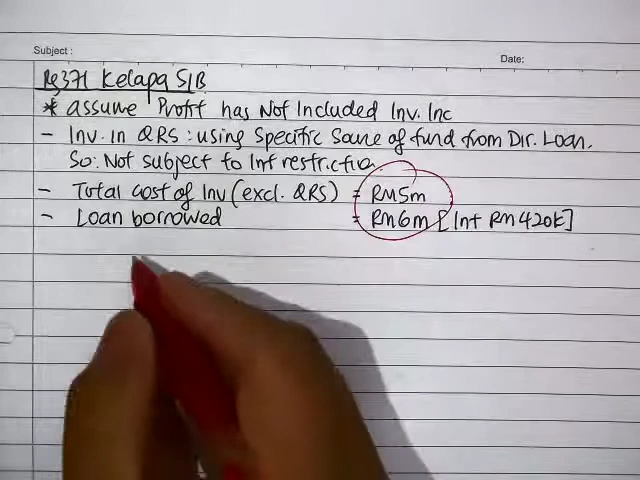 Subject :
Date:
Pg371 Kelapa S/B
* assume Profit has Not Included Inv. Inc
- Inv. in QRS : using Specific Source of fund from Dir. Loan.
So: Not subject to Int restriction
- Total cost of Inv (excl. QRS) = RM5m
- Loan borrowed = RM6m [Int RM420K]